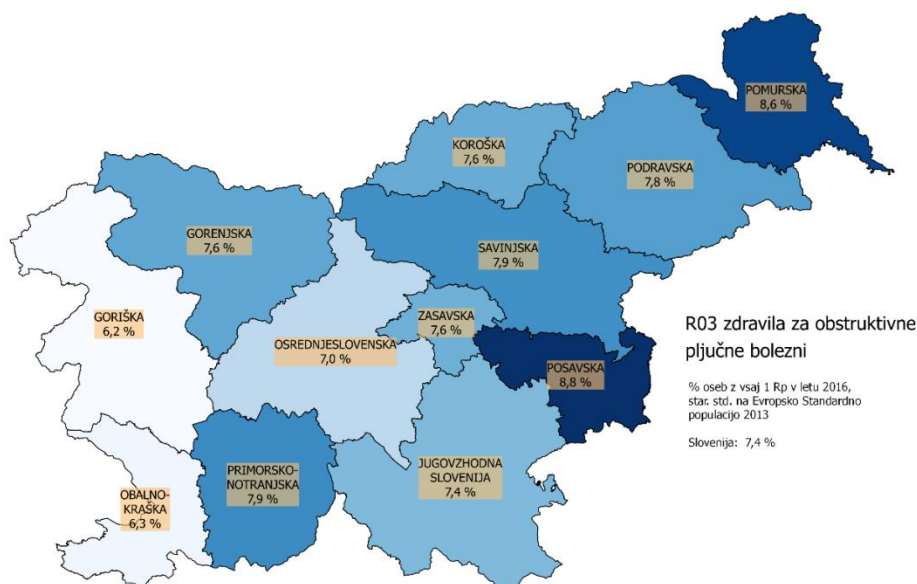 POMURSKA
8,6 %
KOROŠKA
7,6 %
PODRAVSKA
7,8 %
GORENJSKA
7,6 %
SAVINJSKA
7,9 %
GORIŠKA
6,2 %
ZASAVSKA
7,6 %
OSREDNJESLOVENSKA
7,0 %
POSAVSKA
8,8 %
JUGOVZHODNA
SLOVENIJA
7,4 %
PRIMORSKO-
NOTRANJSKA
7,9 %
OBALNO-
KRAŠKA
6,3 %
R03 zdravila za obstruktivne
pljučne bolezni
% oseb z vsaj 1 Rp v letu 2016,
star. std. na Evropsko Standardno
populacijo 2013
Slovenija: 7,4 %